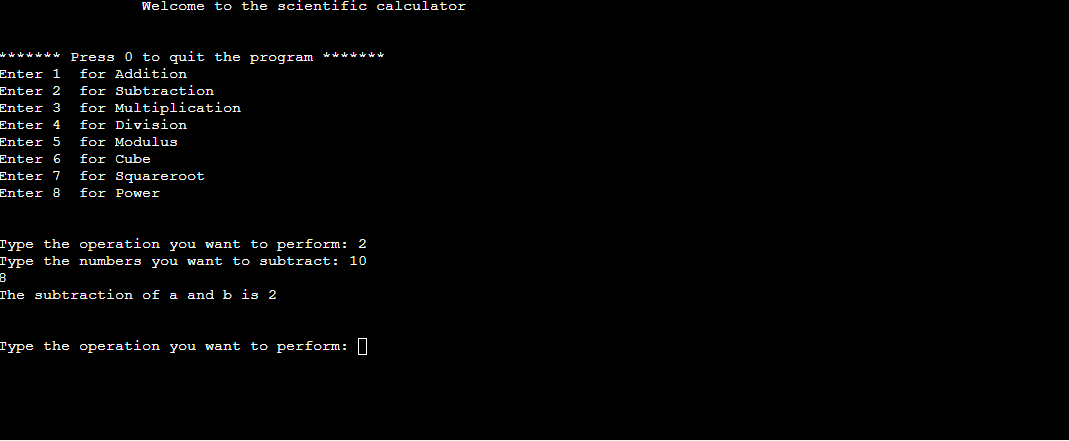 Welcome to the scientific calculator
******* Press 0 to quit the program *******
Enter 1  for Addition
Enter 2  for Subtraction
Enter 3  for Multiplication
Enter 4  for Division
Enter 5  for Modulus
Enter 6  for Cube
Enter 7  for Squareroot
Enter 8  for Power
Type the operation you want to perform: 2
Type the numbers you want to subtract: 10
8
The subtraction of a and b is 2
Type the operation you want to perform: